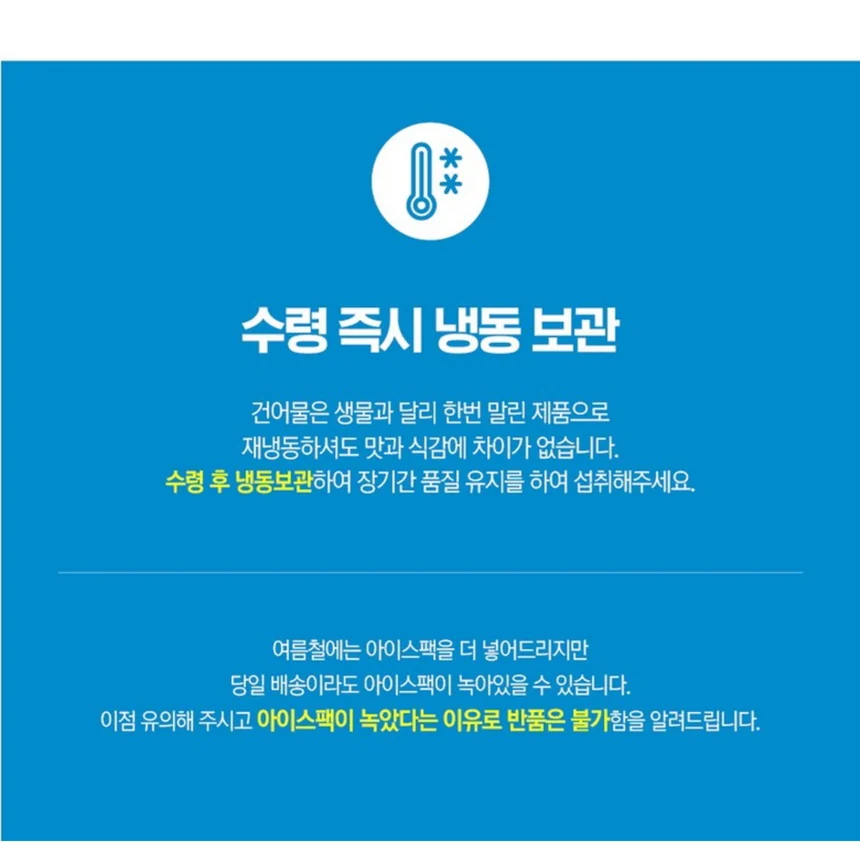 수령 즉시 냉동 보관
건어물은 생물과 달리 한번 말린 제품으로
재냉동하셔도 맛과 식감에 차이가 없습니다.
수령 후 냉동보관하여 장기간 품질 유지를 하여 섭취해주세요.
여름철에는 아이스팩을 더 넣어드리지만
당일 배송이라도 아이스팩이 녹아있을 수 있습니다.
이점 유의해 주시고 아이스팩이 녹았다는 이유로 반품은 불가함을 알려드립니다.